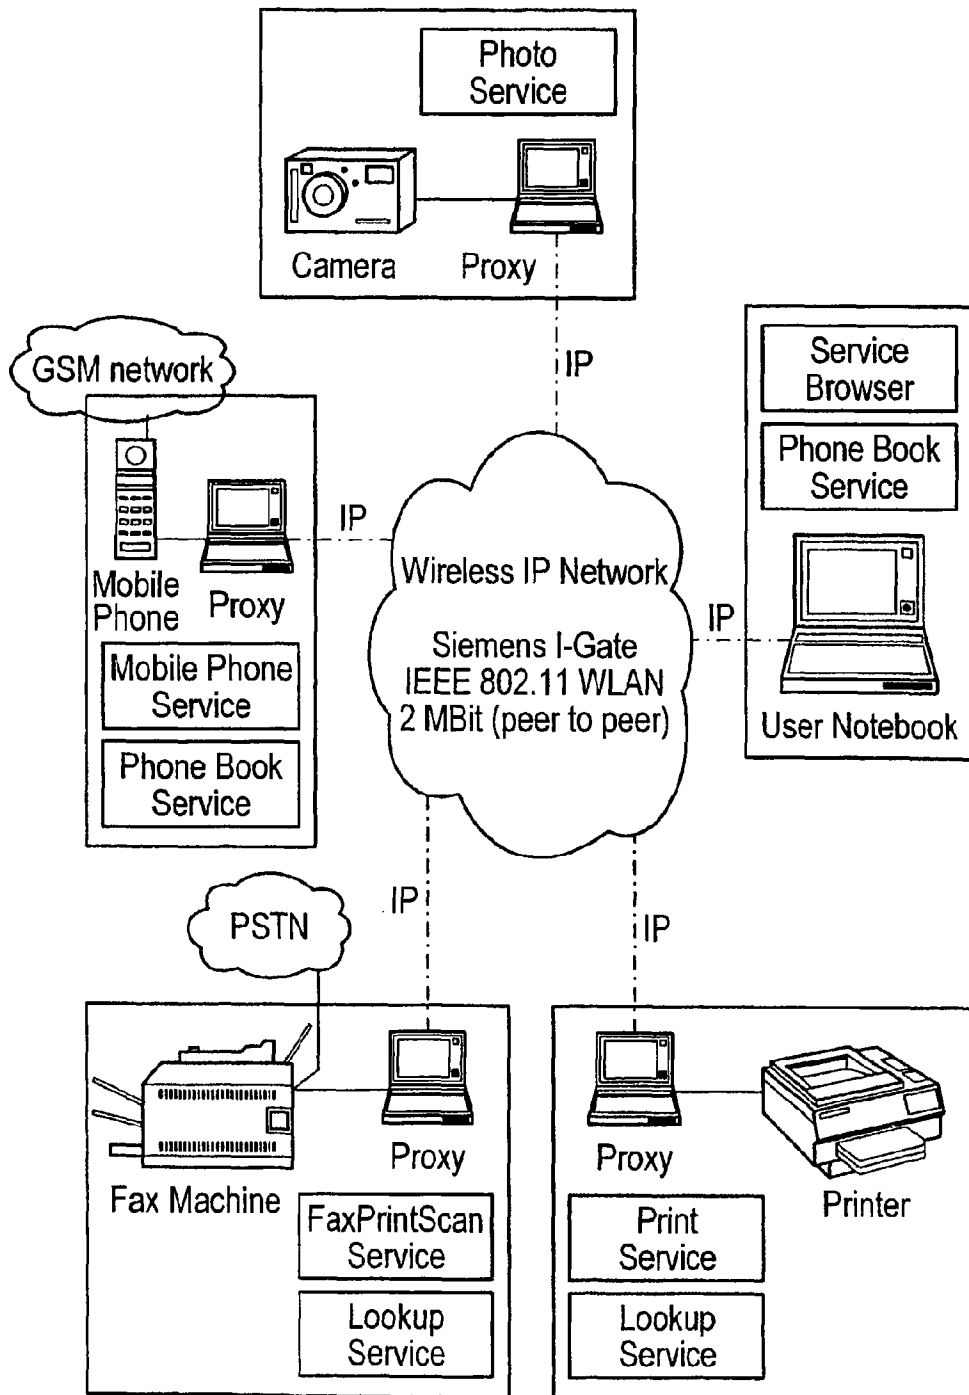 Photo
Service
Camera
Proxy
IP
GSM network
Mobile
Phone
Proxy
IP
Mobile Phone
Service
Phone Book
Service
Wireless IP Network
Siemens I-Gate
IEEE 802.11 WLAN
2 MBit (peer to peer)
Service
Browser
Phone Book
Service
IP
User Notebook
IP
PSTN
Fax Machine
Proxy
FaxPrintScan
Service
Lookup
Service
IP
Proxy
Printer
Print
Service
Lookup
Service